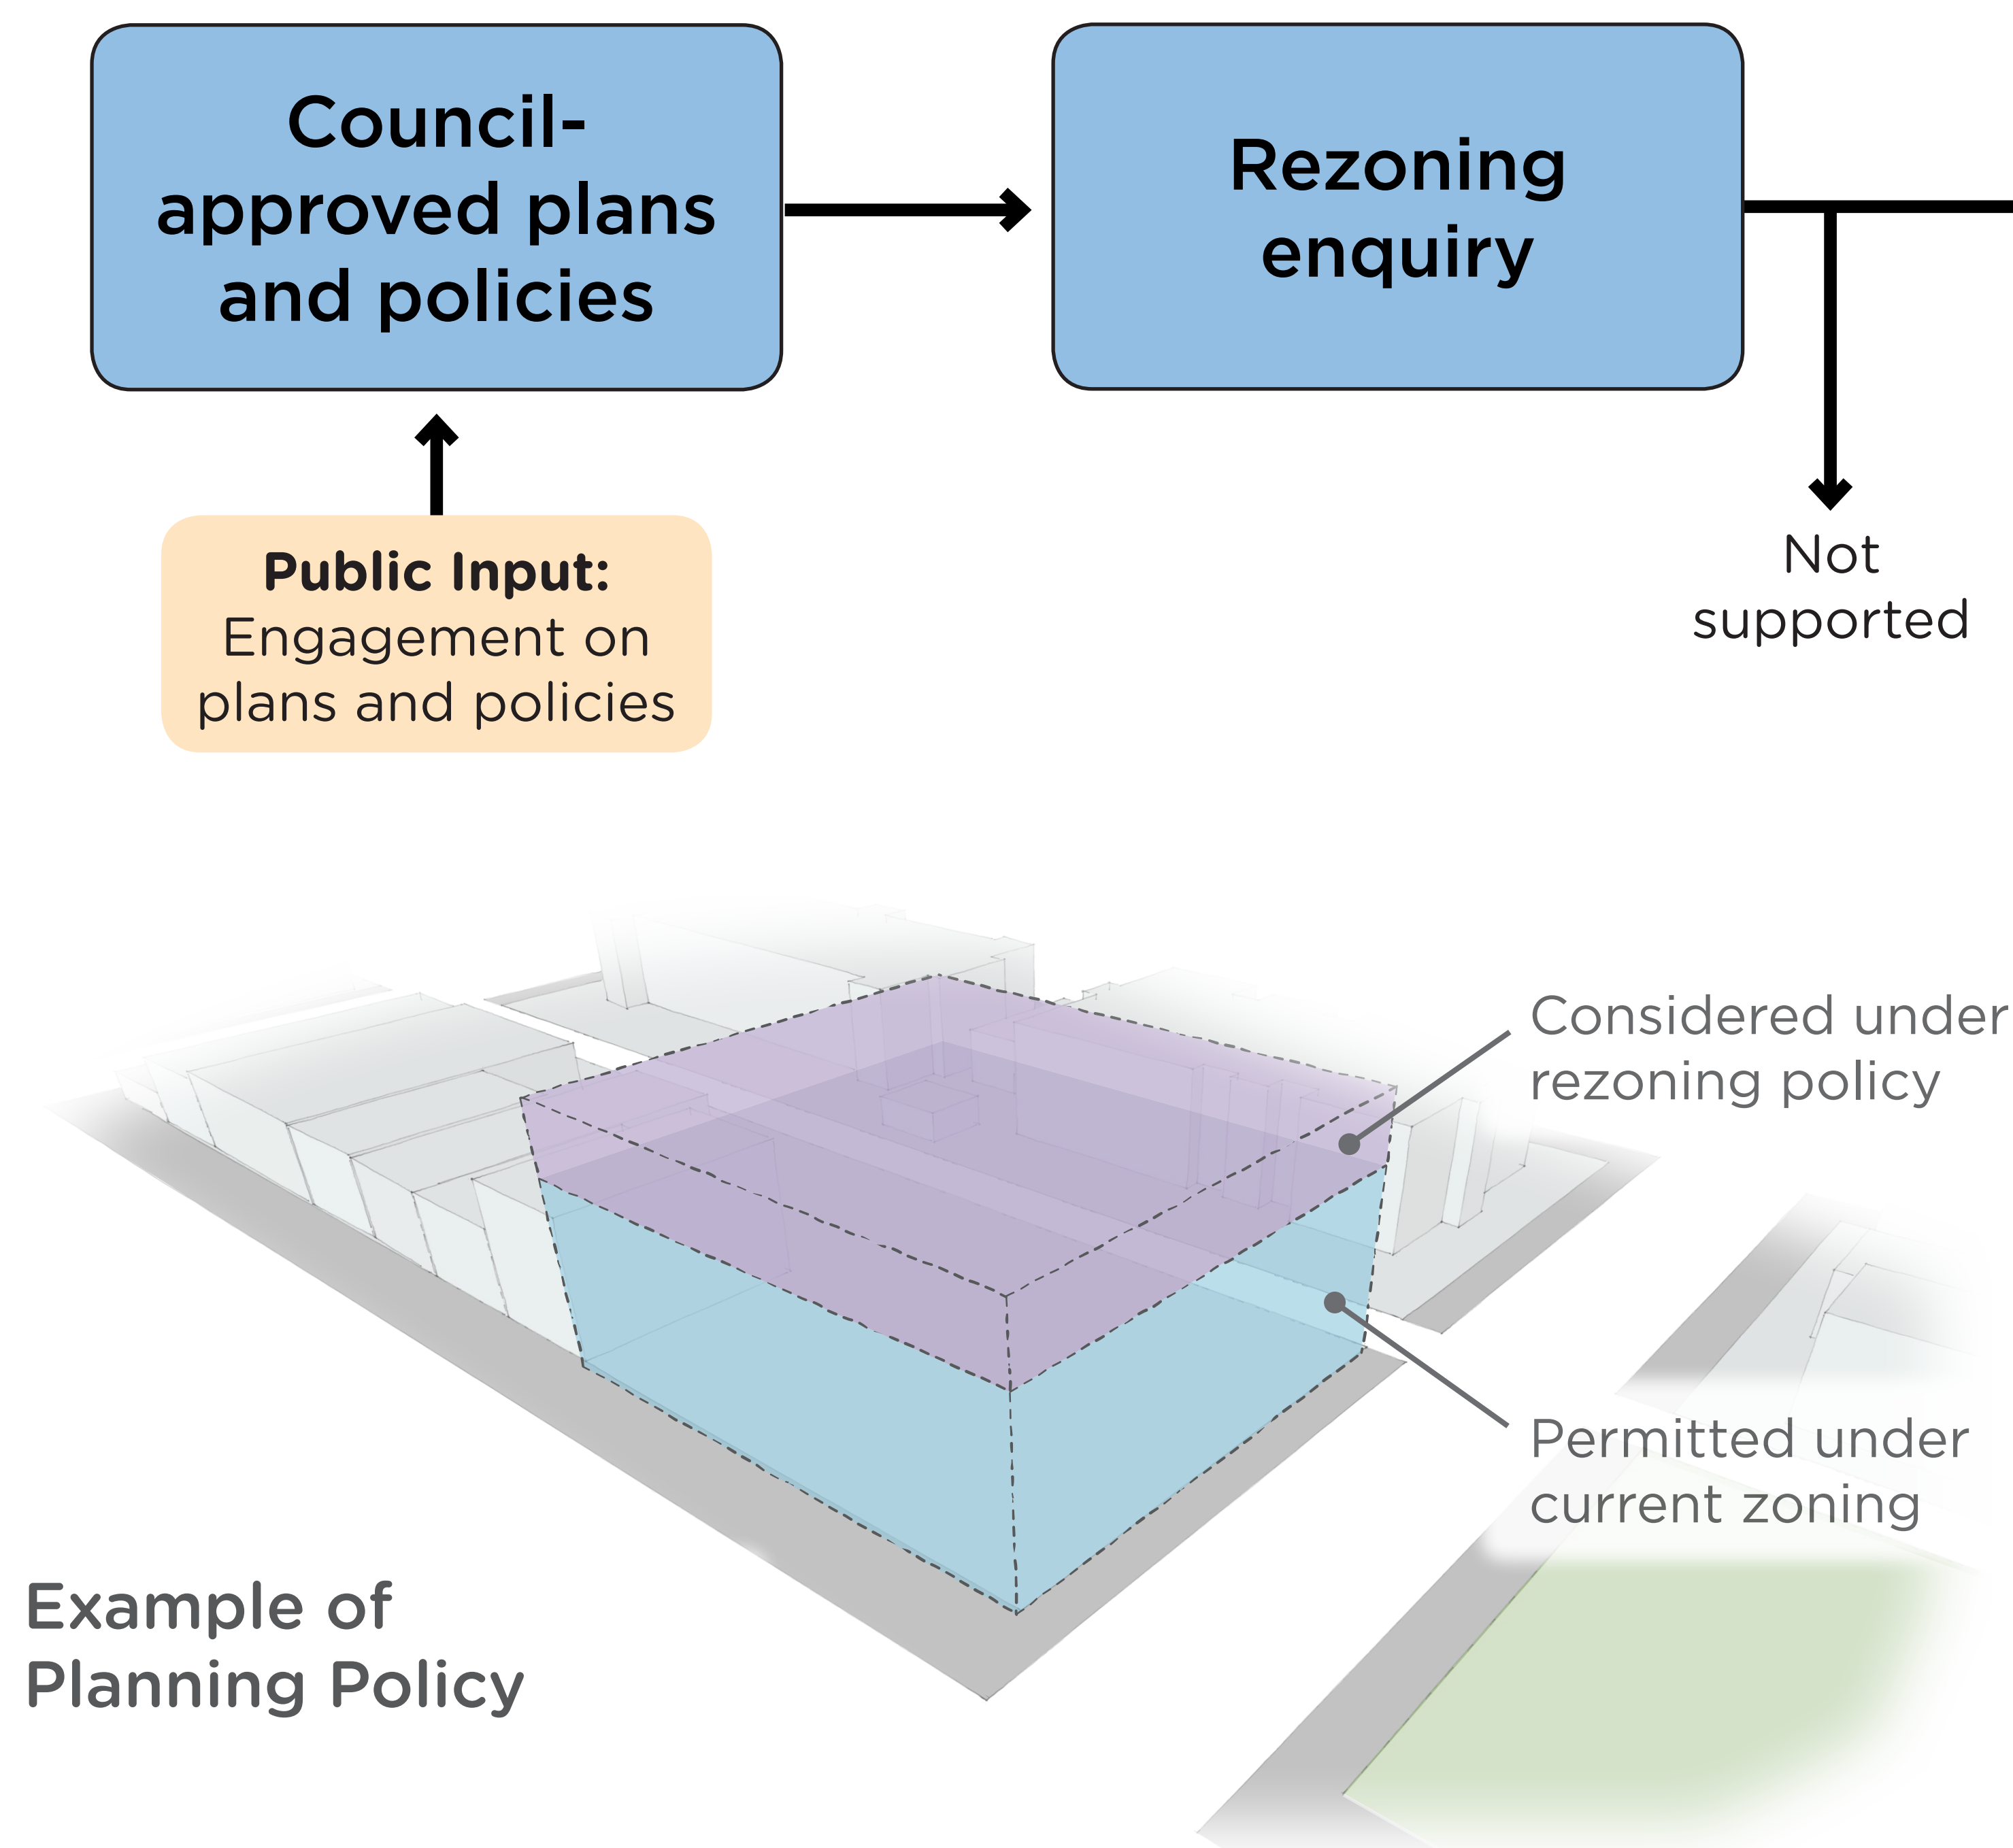 Council-
approved plans
and policies
Rezoning
enquiry
Public Input:
Engagement on
plans and policies
Not
supported
Considered under
rezoning policy
Permitted under
current zoning
Example of
Planning Policy